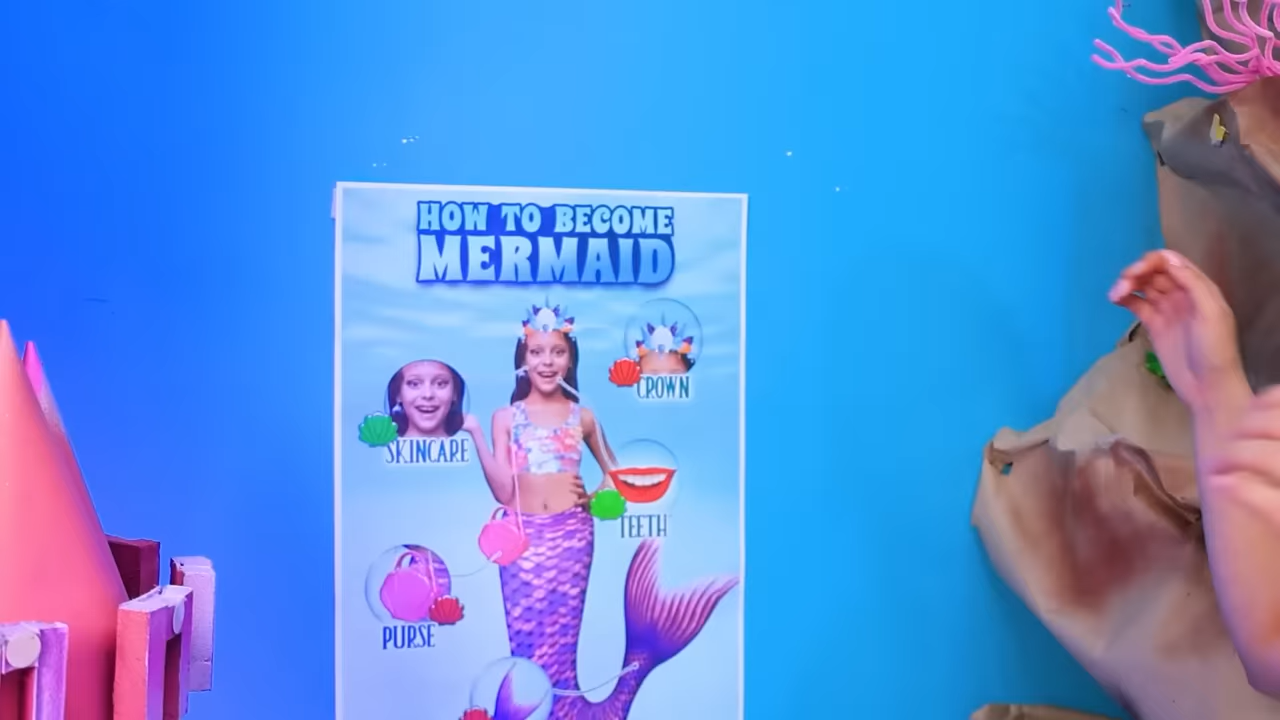 HOW TO BECOME
MERMAID
CROWN
SKINCARE
TEETH
PURSE